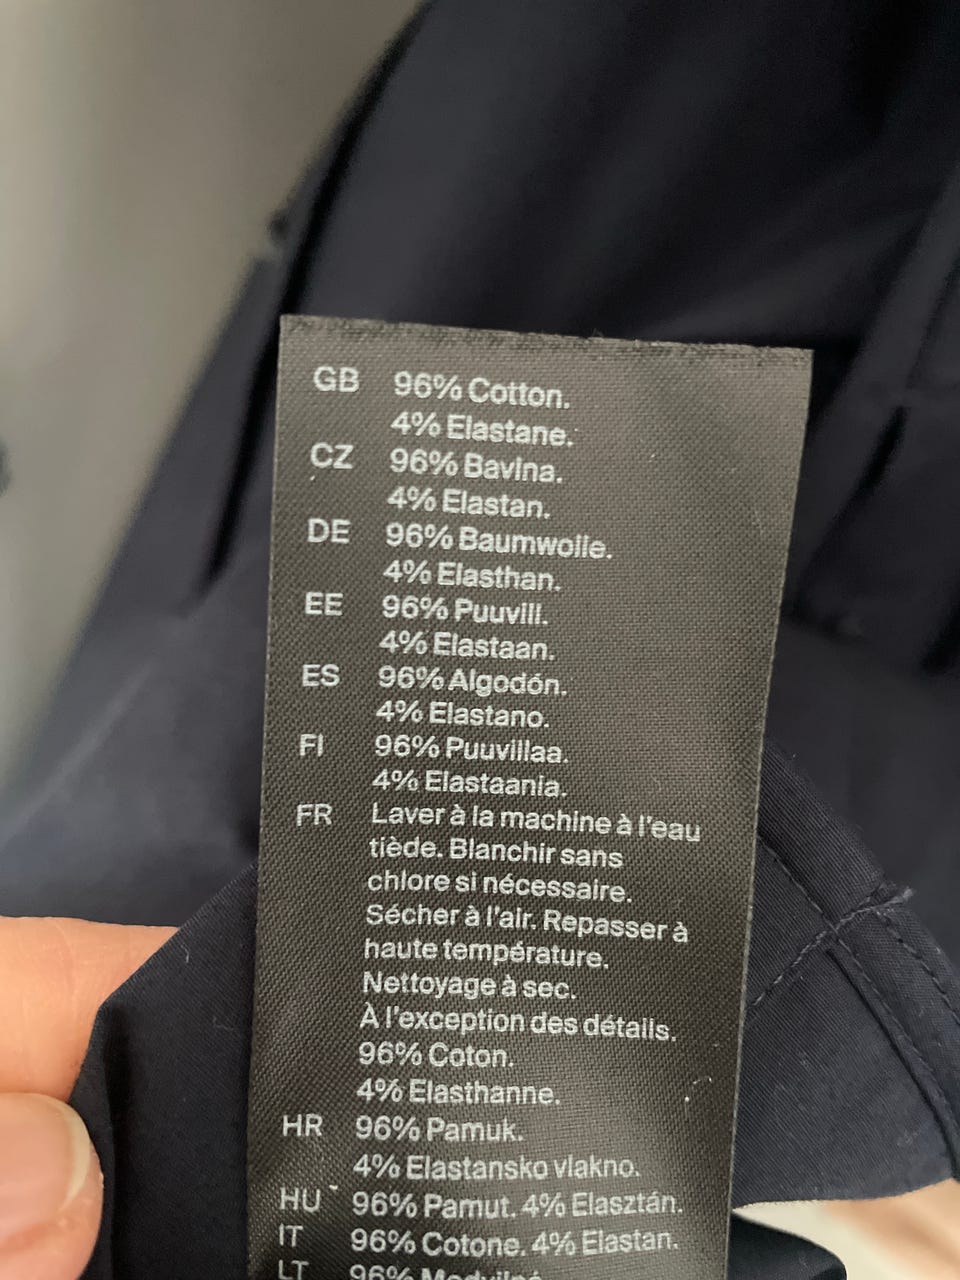 GB 96% Cotton.
4% Elastane.
CZ 96% Bavlna.
4% Elastan.
DE 96% Baumwolle.
4% Elasthan.
EE 96% Puuvill.
4% Elastaan.
ES 96% Algodón.
4% Elastano.
FI 96% Puuvillaa.
4% Elastaania.
FR Laver à la machine à l'eau
tiède. Blanchir sans
chlore si nécessaire.
Sécher à l'air. Repasser à
haute température.
Nettoyage à sec.
À l'exception des détails.
96% Coton.
4% Elasthanne.
HR 96% Pamuk.
4% Elastansko vlakno.
HU 96% Pamut. 4% Elasztán.
IT 96% Cotone. 4% Elastan.
LT 96% Medvilnė.